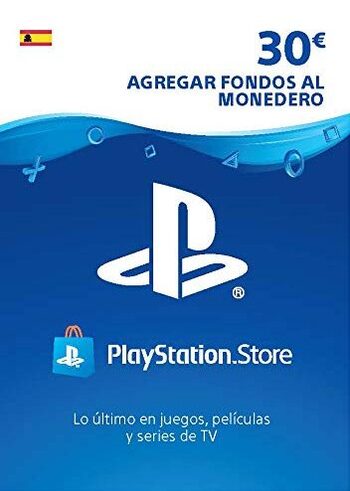 30€
AGREGAR FONDOS AL
MONEDERO
®
PlayStation.Store
Lo último en juegos, películas
y series de TV